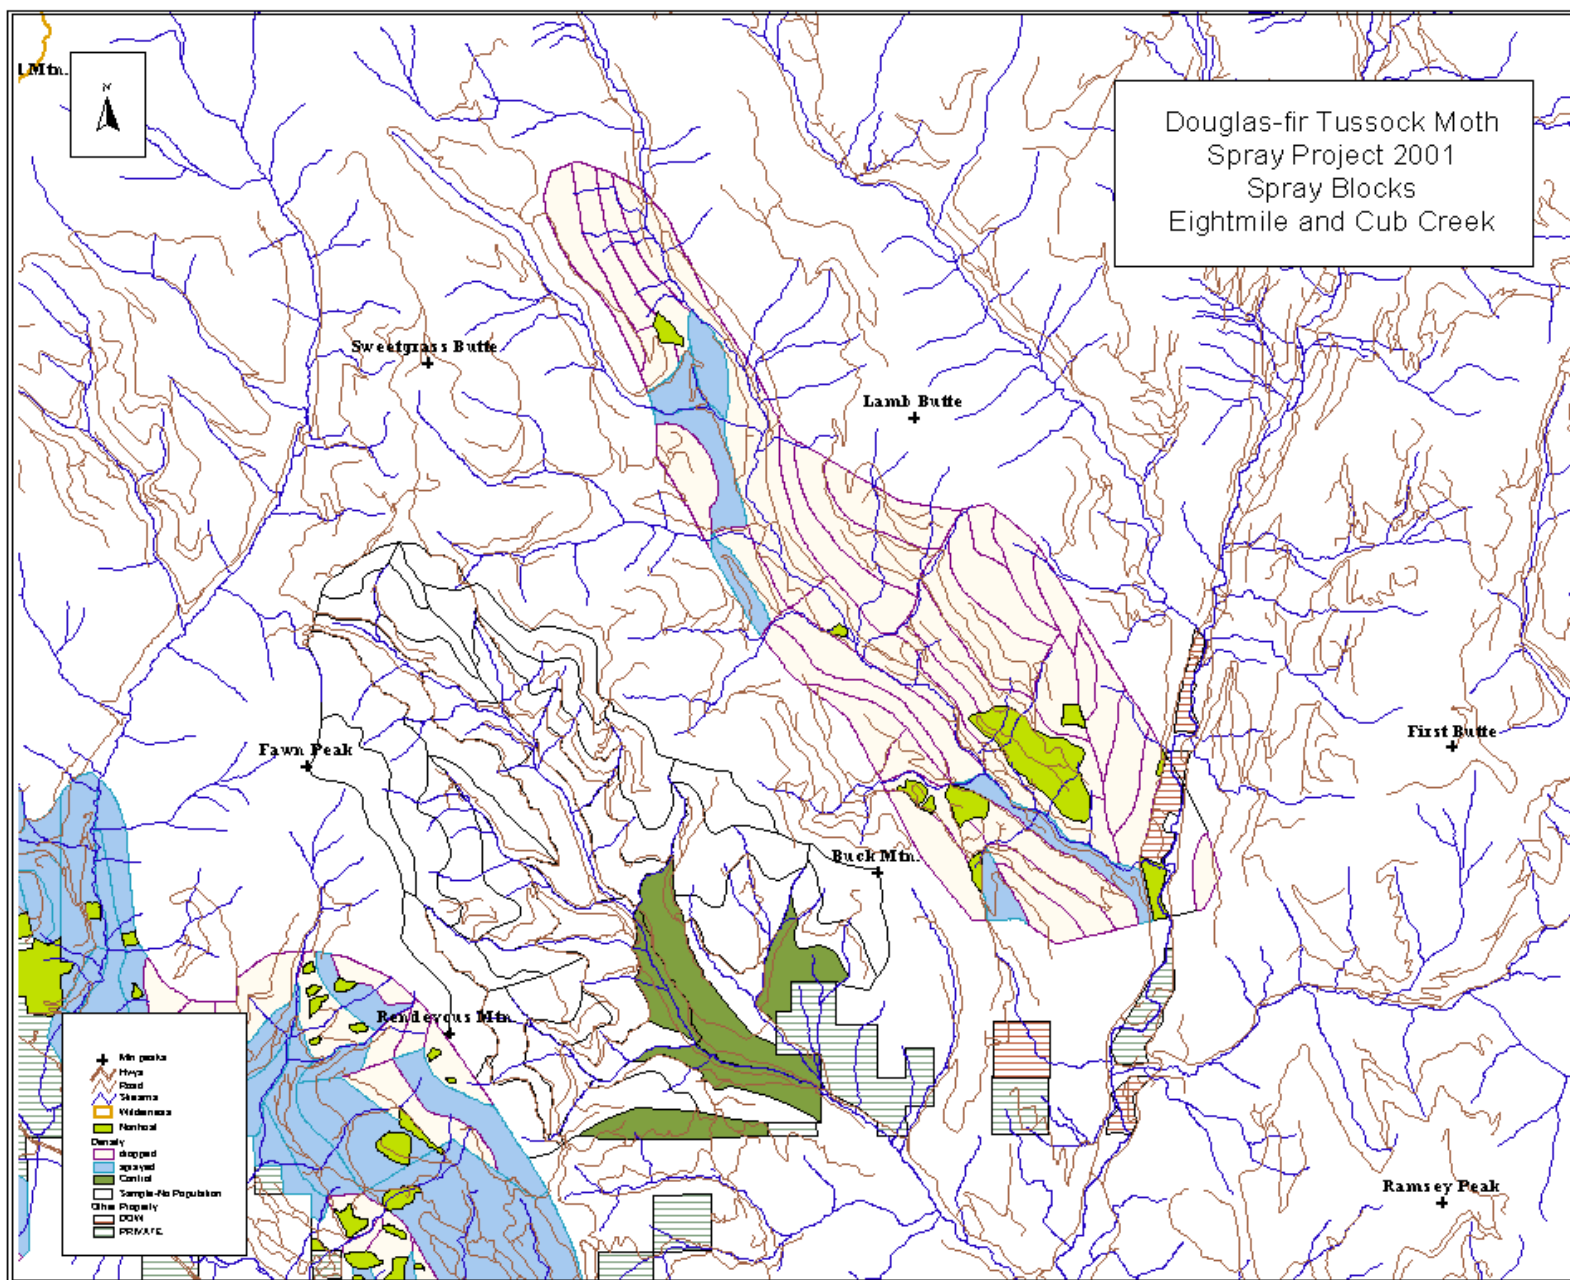 l Mtn.
N
Douglas-fir Tussock Moth
Spray Project 2001
Spray Blocks
Eightmile and Cub Creek
Sweetgrass Butte
Lamb Butte
First Butte
Fawn Peak
Buck Mtn.
Rendevous Mtn.
Ramsey Peak
Mtn peaks
Hwys
Road
Streams
Wilderness
Nonhost
Density
dropped
sprayed
Control
Sample-No Population
Other Property
DOW
PRIVATE